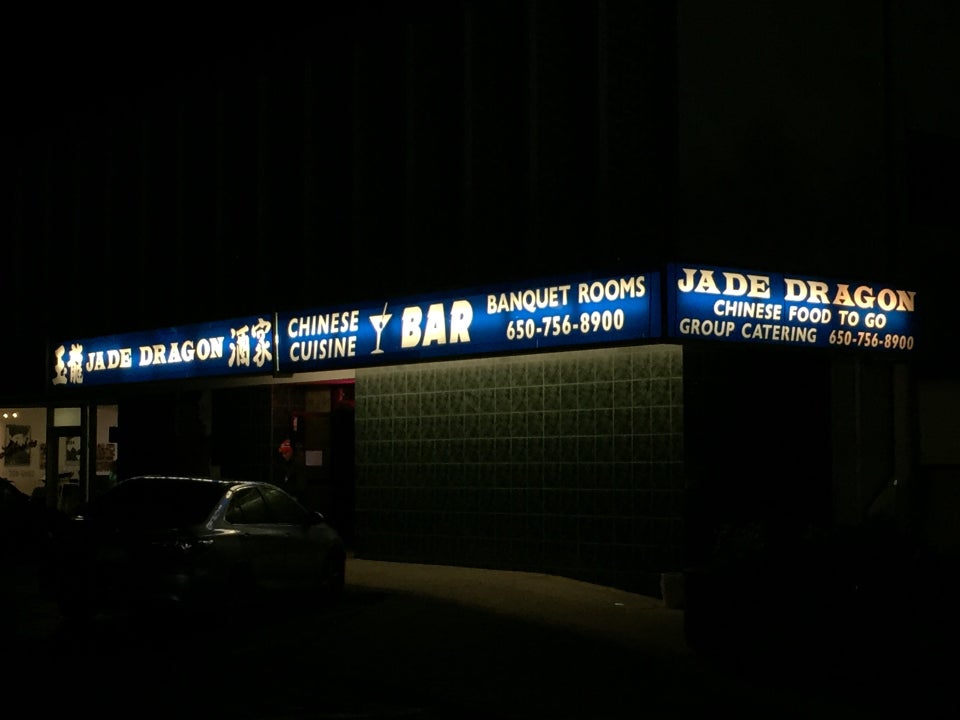 玉龍 JADE DRAGON 酒家
CHINESE
CUISINE
BAR
BANQUET ROOMS
650-756-8900
JADE DRAGON
CHINESE FOOD TO GO
GROUP CATERING 650-756-8900